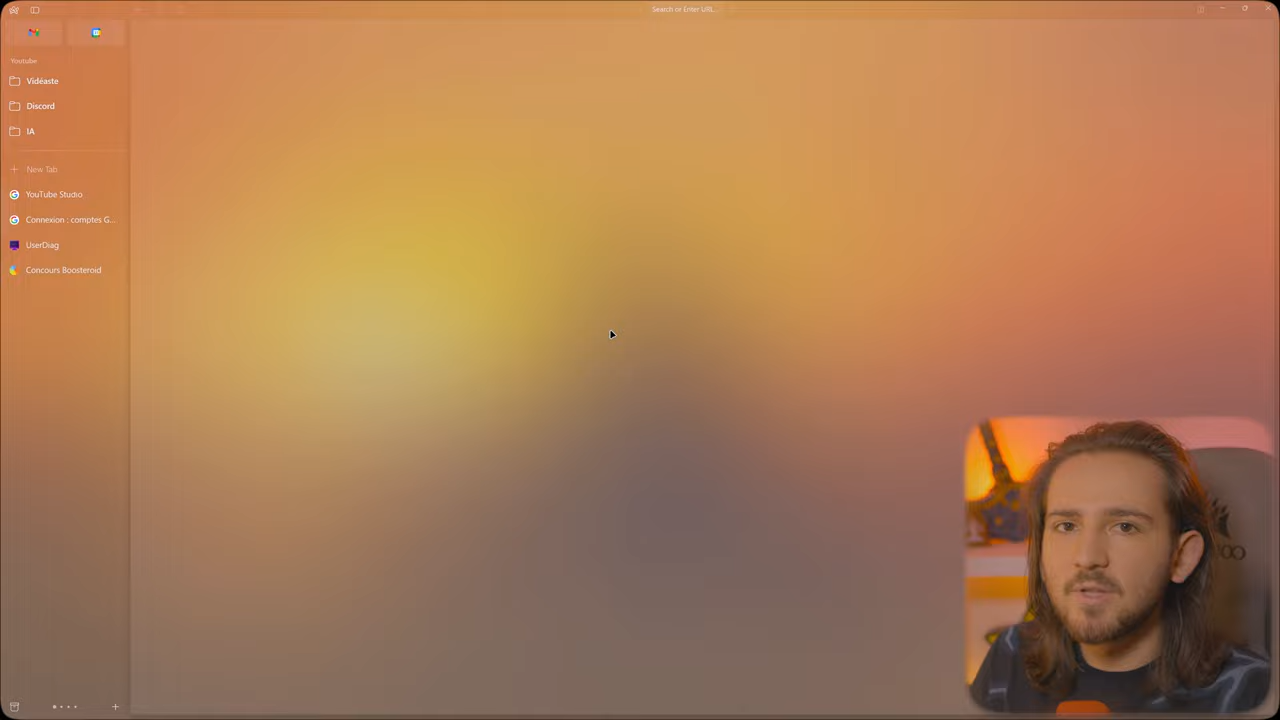 Search or Enter URL...
Youtube
Vidéaste
Discord
IA
+ New Tab
YouTube Studio
Connexion : comptes G...
UserDiag
Concours Boosteroid